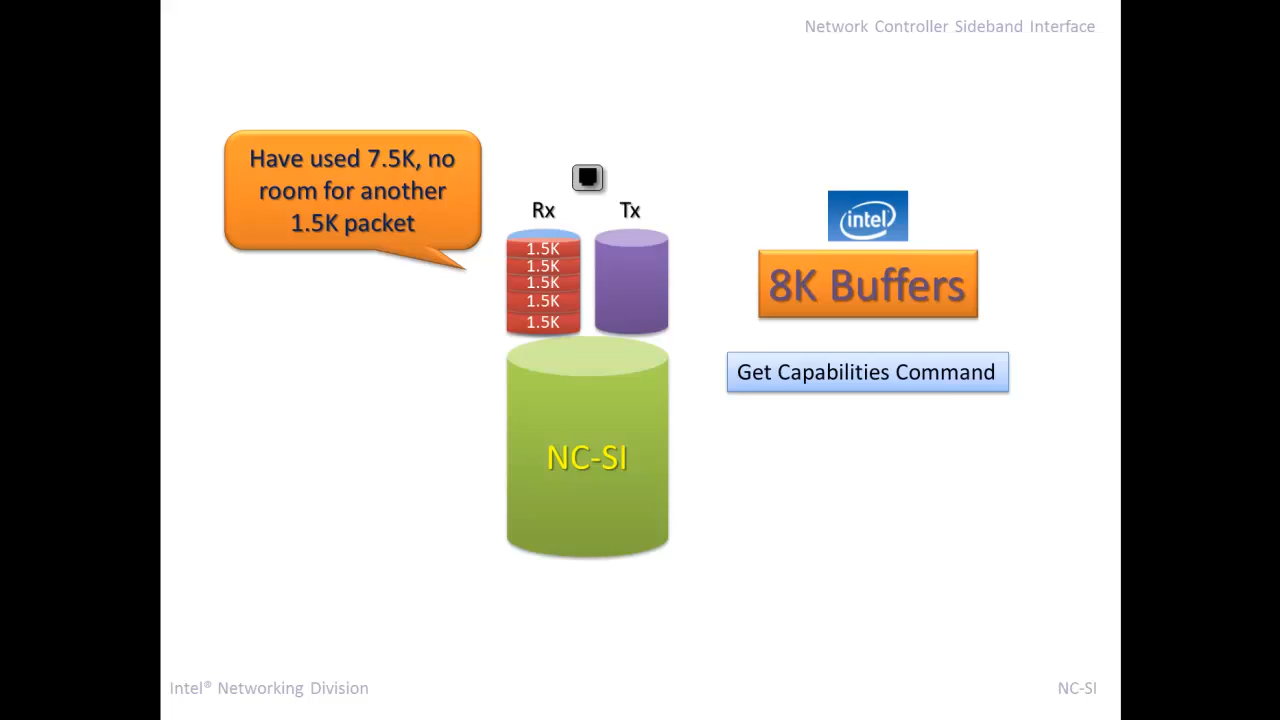 Network Controller Sideband Interface
Have used 7.5K, no
room for another
1.5K packet
Rx
Tx
1.5K
1.5K
1.5K
1.5K
1.5K
intel
8K Buffers
Get Capabilities Command
NC-SI
Intel® Networking Division
NC-SI